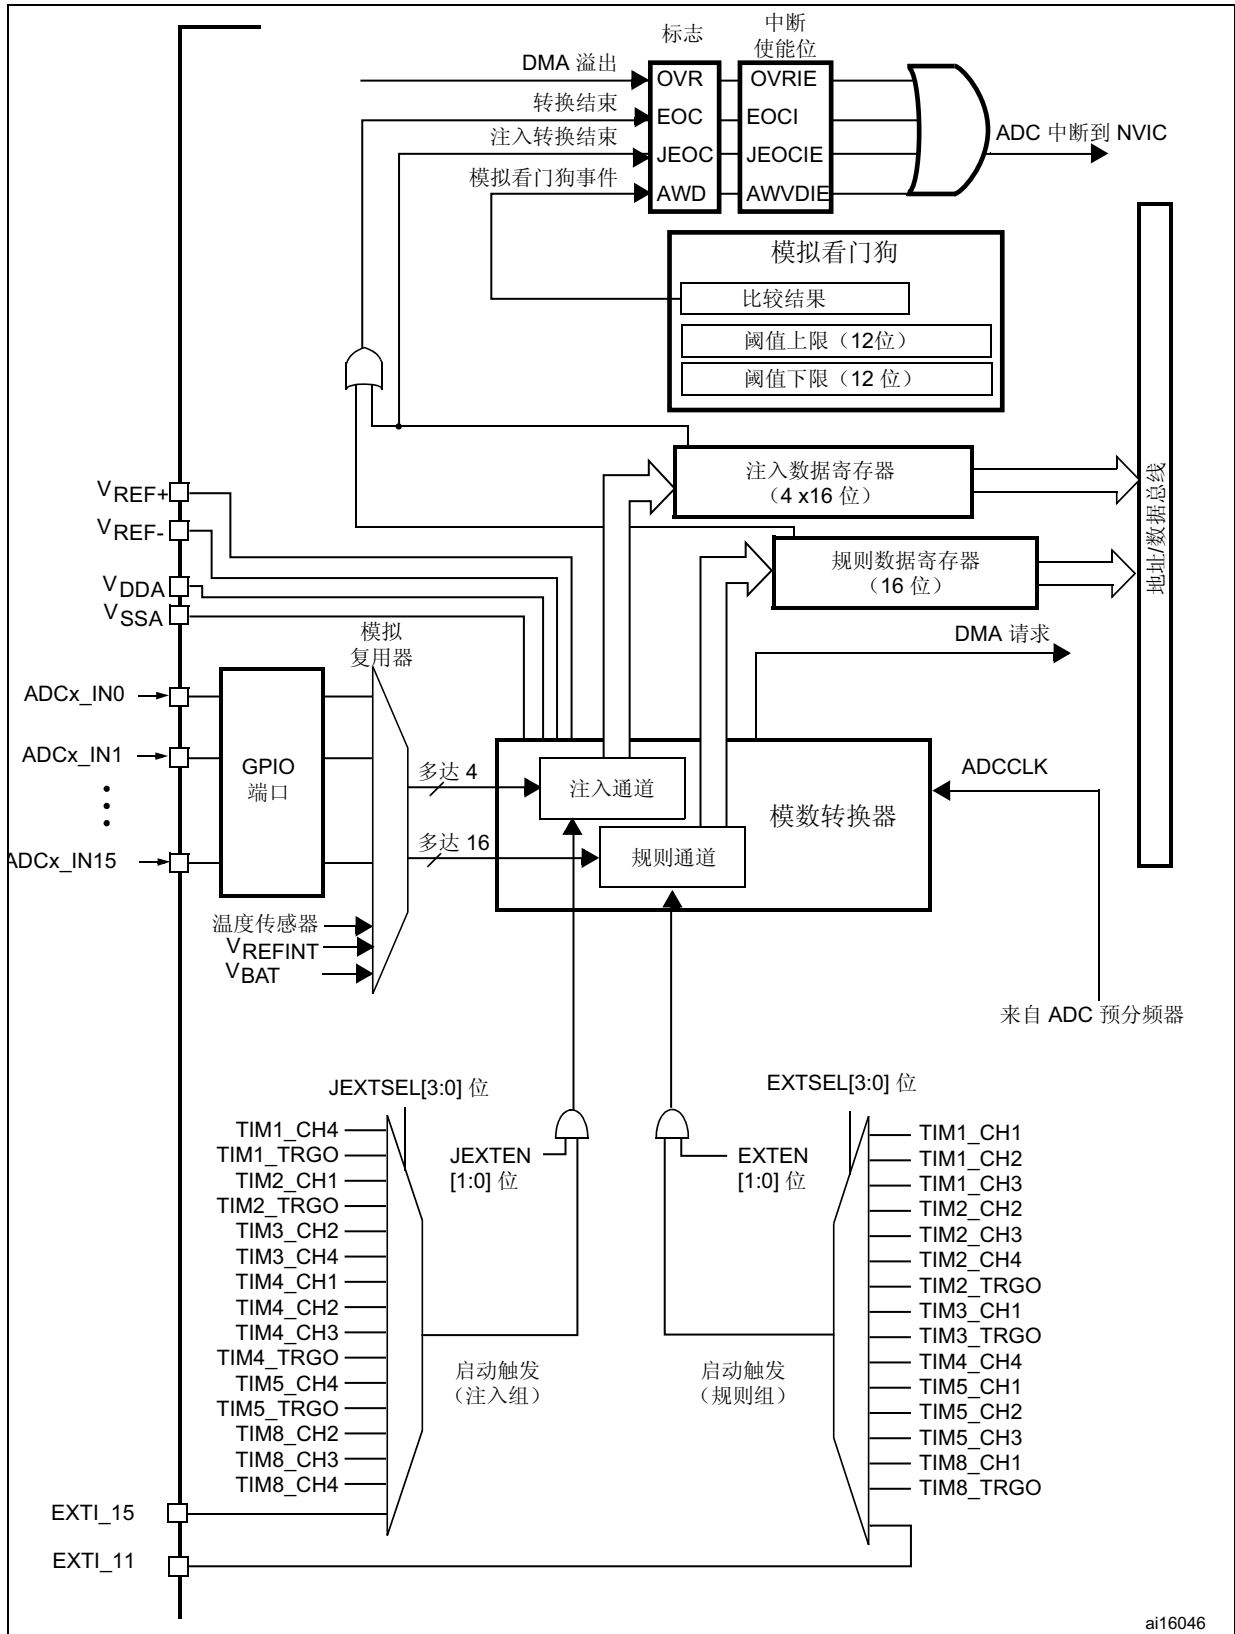 标志
中断
使能位
DMA 溢出
转换结束
注入转换结束
模拟看门狗事件
OVR
EOC
JEOC
AWD
OVRIE
EOCI
JEOCIE
AWVDIE
ADC 中断到 NVIC
模拟看门狗
比较结果
阈值上限（12位）
阈值下限（12 位）
注入数据寄存器
（4 x16 位）
规则数据寄存器
（16 位）
地址/数据总线
DMA 请求
VREF+
VREF-
VDDA
VSSA
模拟
复用器
ADCx_IN0
ADCx_IN1
ADCx_IN15
GPIO
端口
多达 4
多达 16
注入通道
规则通道
模数转换器
ADCCLK
温度传感器
VREFINT
VBAT
来自 ADC 预分频器
JEXTSEL[3:0] 位
EXTSEL[3:0] 位
JEXTEN
[1:0] 位
EXTEN
[1:0] 位
TIM1_CH4
TIM1_TRGO
TIM2_CH1
TIM2_TRGO
TIM3_CH2
TIM3_CH4
TIM4_CH1
TIM4_CH2
TIM4_CH3
TIM4_TRGO
TIM5_CH4
TIM5_TRGO
TIM8_CH2
TIM8_CH3
TIM8_CH4
启动触发
（注入组）
启动触发
（规则组）
TIM1_CH1
TIM1_CH2
TIM1_CH3
TIM2_CH2
TIM2_CH3
TIM2_CH4
TIM2_TRGO
TIM3_CH1
TIM3_TRGO
TIM4_CH4
TIM5_CH1
TIM5_CH2
TIM5_CH3
TIM8_CH1
TIM8_TRGO
EXTI_15
EXTI_11
ai16046